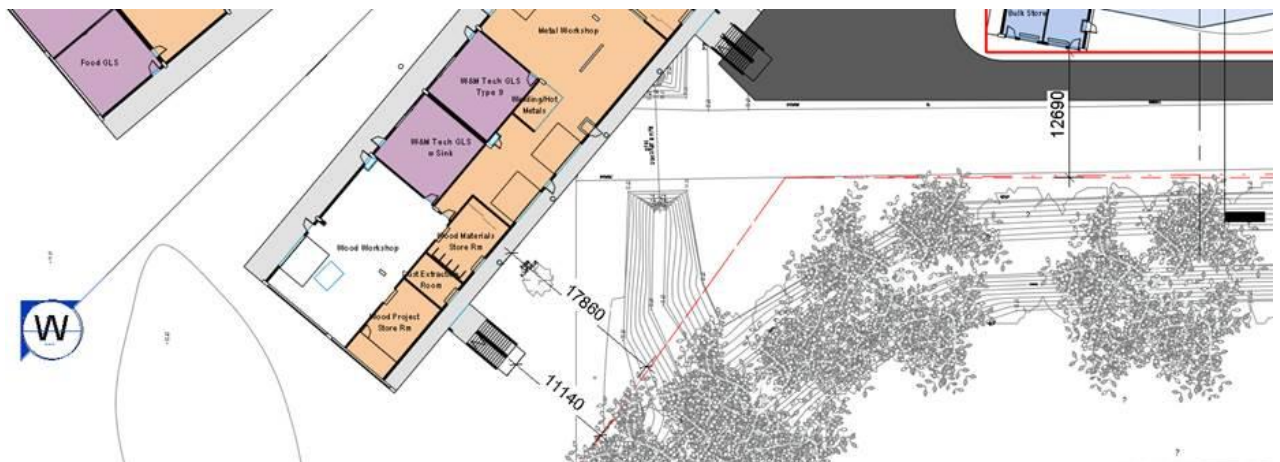 Bulk Store
Metal Workshop
Food GLS
W&M Tech GLS
Type B
Welding/Hot
Metals
12690
W&M Tech GLS
w Sink
Wood Workshop
Wood Materials
Store Rm
Dust Extraction
Room
17860
W
Wood Project
Store Rm
11140
?
?
?